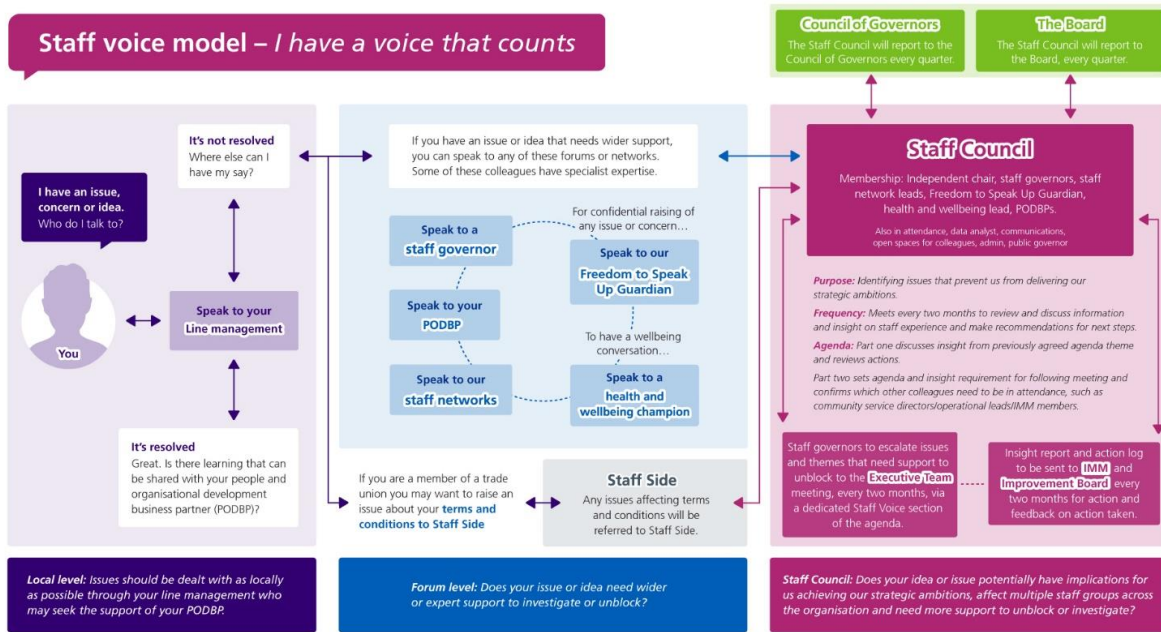 Staff voice model – I have a voice that counts
Council of Governors
The Staff Council will report to the
Council of Governors every quarter.
The Board
The Staff Council will report to
the Board, every quarter.
It's not resolved
Where else can I
have my say?
I have an issue,
concern or idea.
Who do I talk to?
You
Speak to your
Line management
It's resolved
Great. Is there learning that can
be shared with your people and
organisational development
business partner (PODBP)?
If you have an issue or idea that needs wider support,
you can speak to any of these forums or networks.
Some of these colleagues have specialist expertise.
Speak to a
staff governor
For confidential raising of
any issue or concern…
Speak to our
Freedom to Speak
Up Guardian
Speak to your
PODBP
To have a wellbeing
conversation…
Speak to our
staff networks
Speak to a
health and
wellbeing champion
If you are a member of a trade
union you may want to raise an
issue about your terms and
conditions to Staff Side
Staff Side
Any issues affecting terms
and conditions will be
referred to Staff Side.
Staff Council
Membership: Independent chair, staff governors, staff
network leads, Freedom to Speak Up Guardian,
health and wellbeing lead, PODBPs.
Also in attendance, data analyst, communications,
open spaces for colleagues, admin, public governor
Purpose: Identifying issues that prevent us from delivering our
strategic ambitions.
Frequency: Meets every two months to review and discuss information
and insight on staff experience and make recommendations for next steps.
Agenda: Part one discusses insight from previously agreed agenda theme
and reviews actions.
Part two sets agenda and insight requirement for following meeting and
confirms which other colleagues need to be in attendance, such as
community service directors/operational leads/IMM members.
Staff governors to escalate issues
and themes that need support to
unblock to the Executive Team
meeting, every two months, via
a dedicated Staff Voice section
of the agenda.
Insight report and action log
to be sent to IMM and
Improvement Board every
two months for action and
feedback on action taken.
Local level: Issues should be dealt with as locally
as possible through your line management who
may seek the support of your PODBP.
Forum level: Does your issue or idea need wider
or expert support to investigate or unblock?
Staff Council: Does your idea or issue potentially have implications for
us achieving our strategic ambitions, affect multiple staff groups across
the organisation and need more support to unblock or investigate?